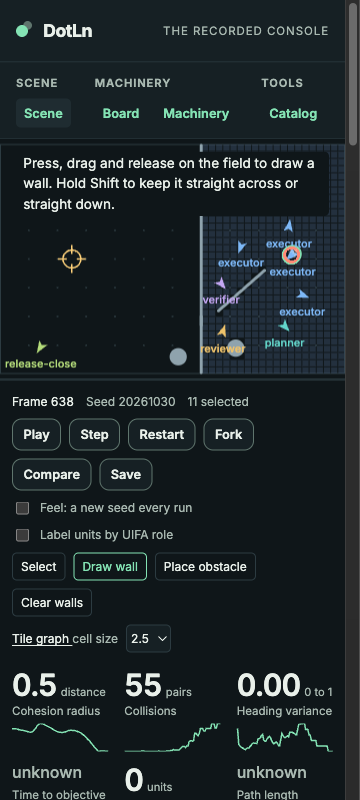 DotLn
THE RECORDED CONSOLE
SCENE
MACHINERY
TOOLS
Scene
Board
Machinery
Catalog
Press, drag and release on the field to draw a
wall. Hold Shift to keep it straight across or
straight down.
executor
executor
executor
verifier
executor
reviewer
planner
release-close
Frame 638
Seed 20261030
11 selected
Play
Step
Restart
Fork
Compare
Save
Feel: a new seed every run
Label units by UIFA role
Select
Draw wall
Place obstacle
Clear walls
Tile graph cell size
2.5
0.5 distance
55 pairs
0.00 0 to 1
Cohesion radius
Collisions
Heading variance
unknown
0 units
unknown
Time to objective
Path length